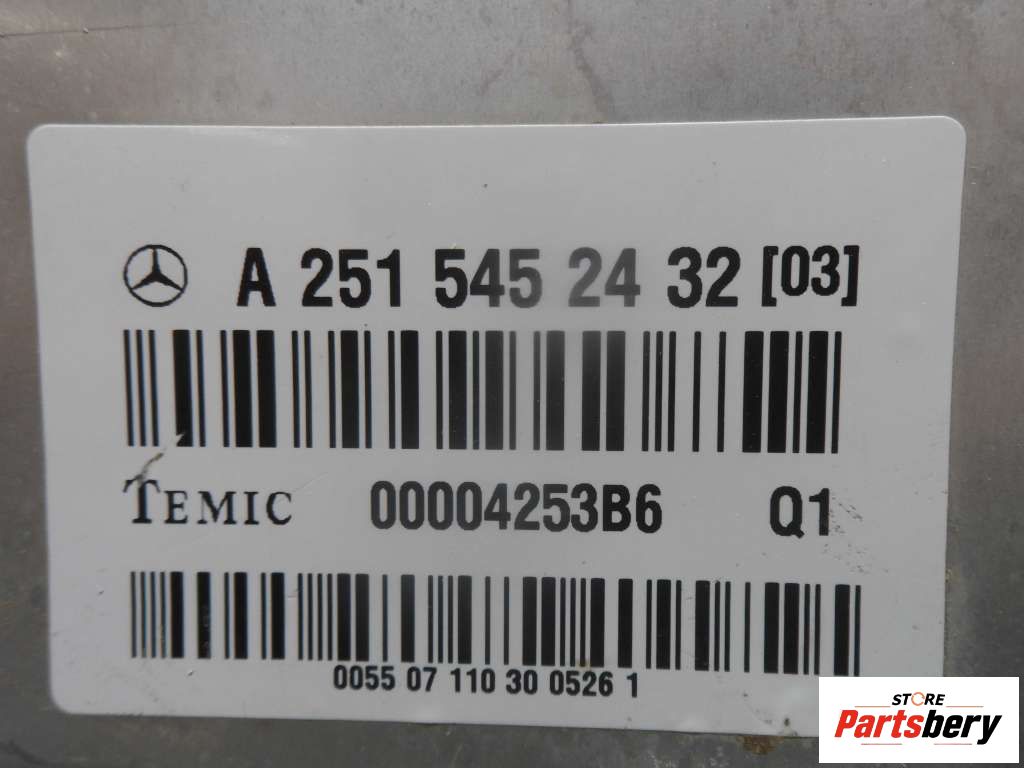 A 251 545 24 32 [03]
TEMIC 00004253B6 Q1
0055 07 110 30 0526 1
STORE
Partsbery